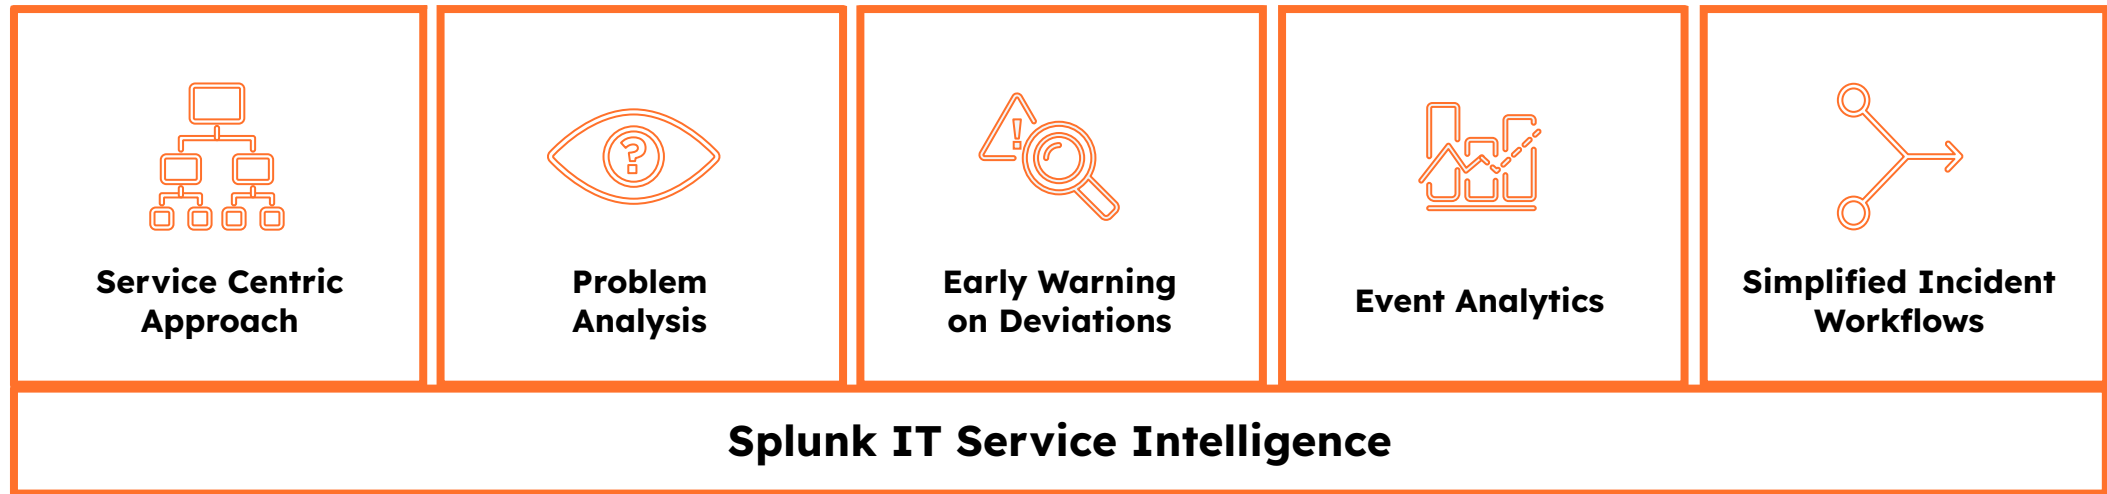 Service Centric
Approach
Problem
Analysis
Early Warning
on Deviations
Event Analytics
Simplified Incident
Workflows
Splunk IT Service Intelligence